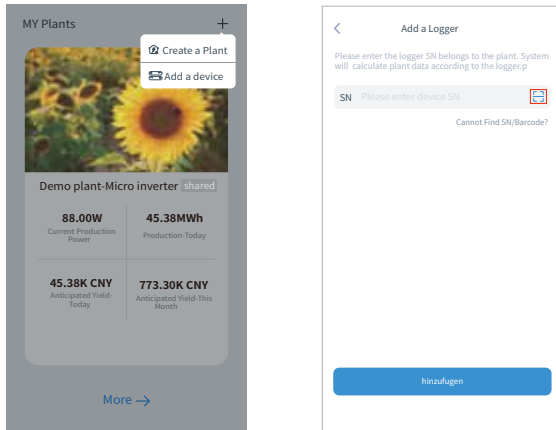 MY Plants
Create a Plant
Add a device
Demo plant-Micro inverter shared
88.00W
Current Production
Power
45.38MWh
Production-Today
45.38K CNY
Anticipated Yield-
Today
773.30K CNY
Anticipated Yield-This
Month
More
Add a Logger
Please enter the logger SN belongs to the plant, System
will calculate plant data according to the logger.p
SN Please enter device SN
Cannot Find SN/Barcode?
hinzufugen